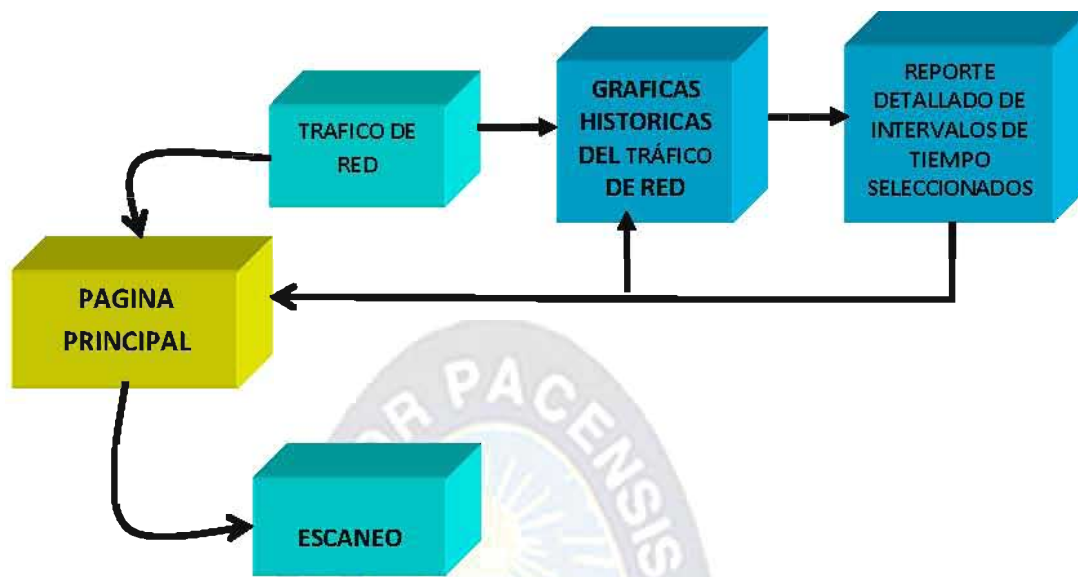 TRAFICO DE
RED
GRAFICAS
HISTORICAS
DEL TRÁFICO
DE RED
REPORTE
DETALLADO DE
INTERVALOS DE
TIEMPO
SELECCIONADOS
PAGINA
PRINCIPAL
ESCANEO
OR PACENSIS